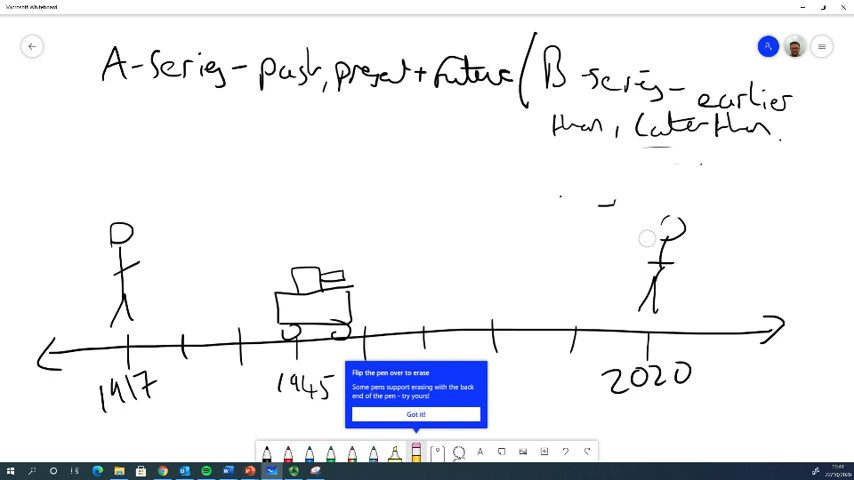 Microsoft Whiteboard
A-series - past, present + future / B-series - earlier
than, later than.
1917
1945
2020
Flip the pen over to erase
Some pens support erasing with the back
end of the pen - try yours!
Got it!